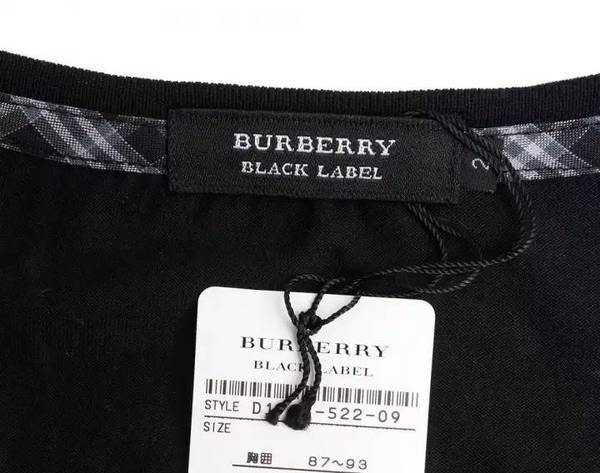 BURBERRY
BLACK LABEL
2
BURBERRY
BLACK LABEL
STYLE -522-09
SIZE
胸囲 87～93